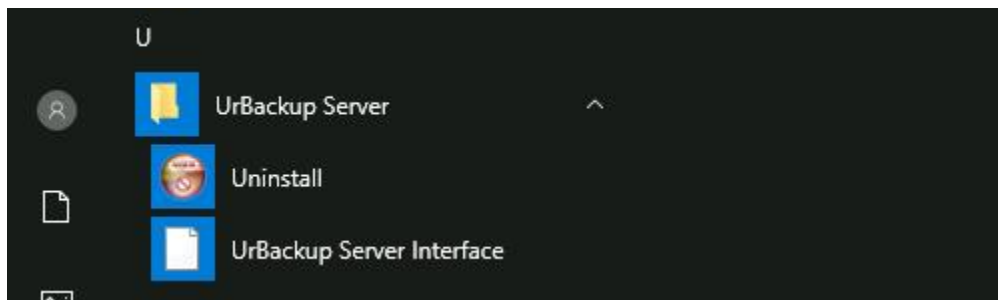 U
UrBackup Server
Uninstall
UrBackup Server Interface